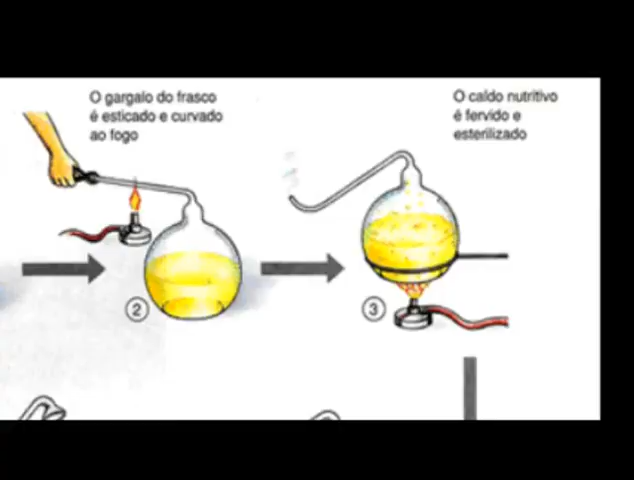 O gargalo do frasco
é esticado e curvado
ao fogo
O caldo nutritivo
é fervido e
esterilizado
2
3